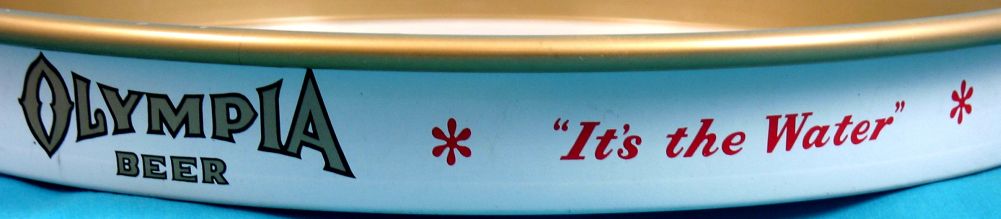 OLYMPIA
BEER
* "It's the Water" *